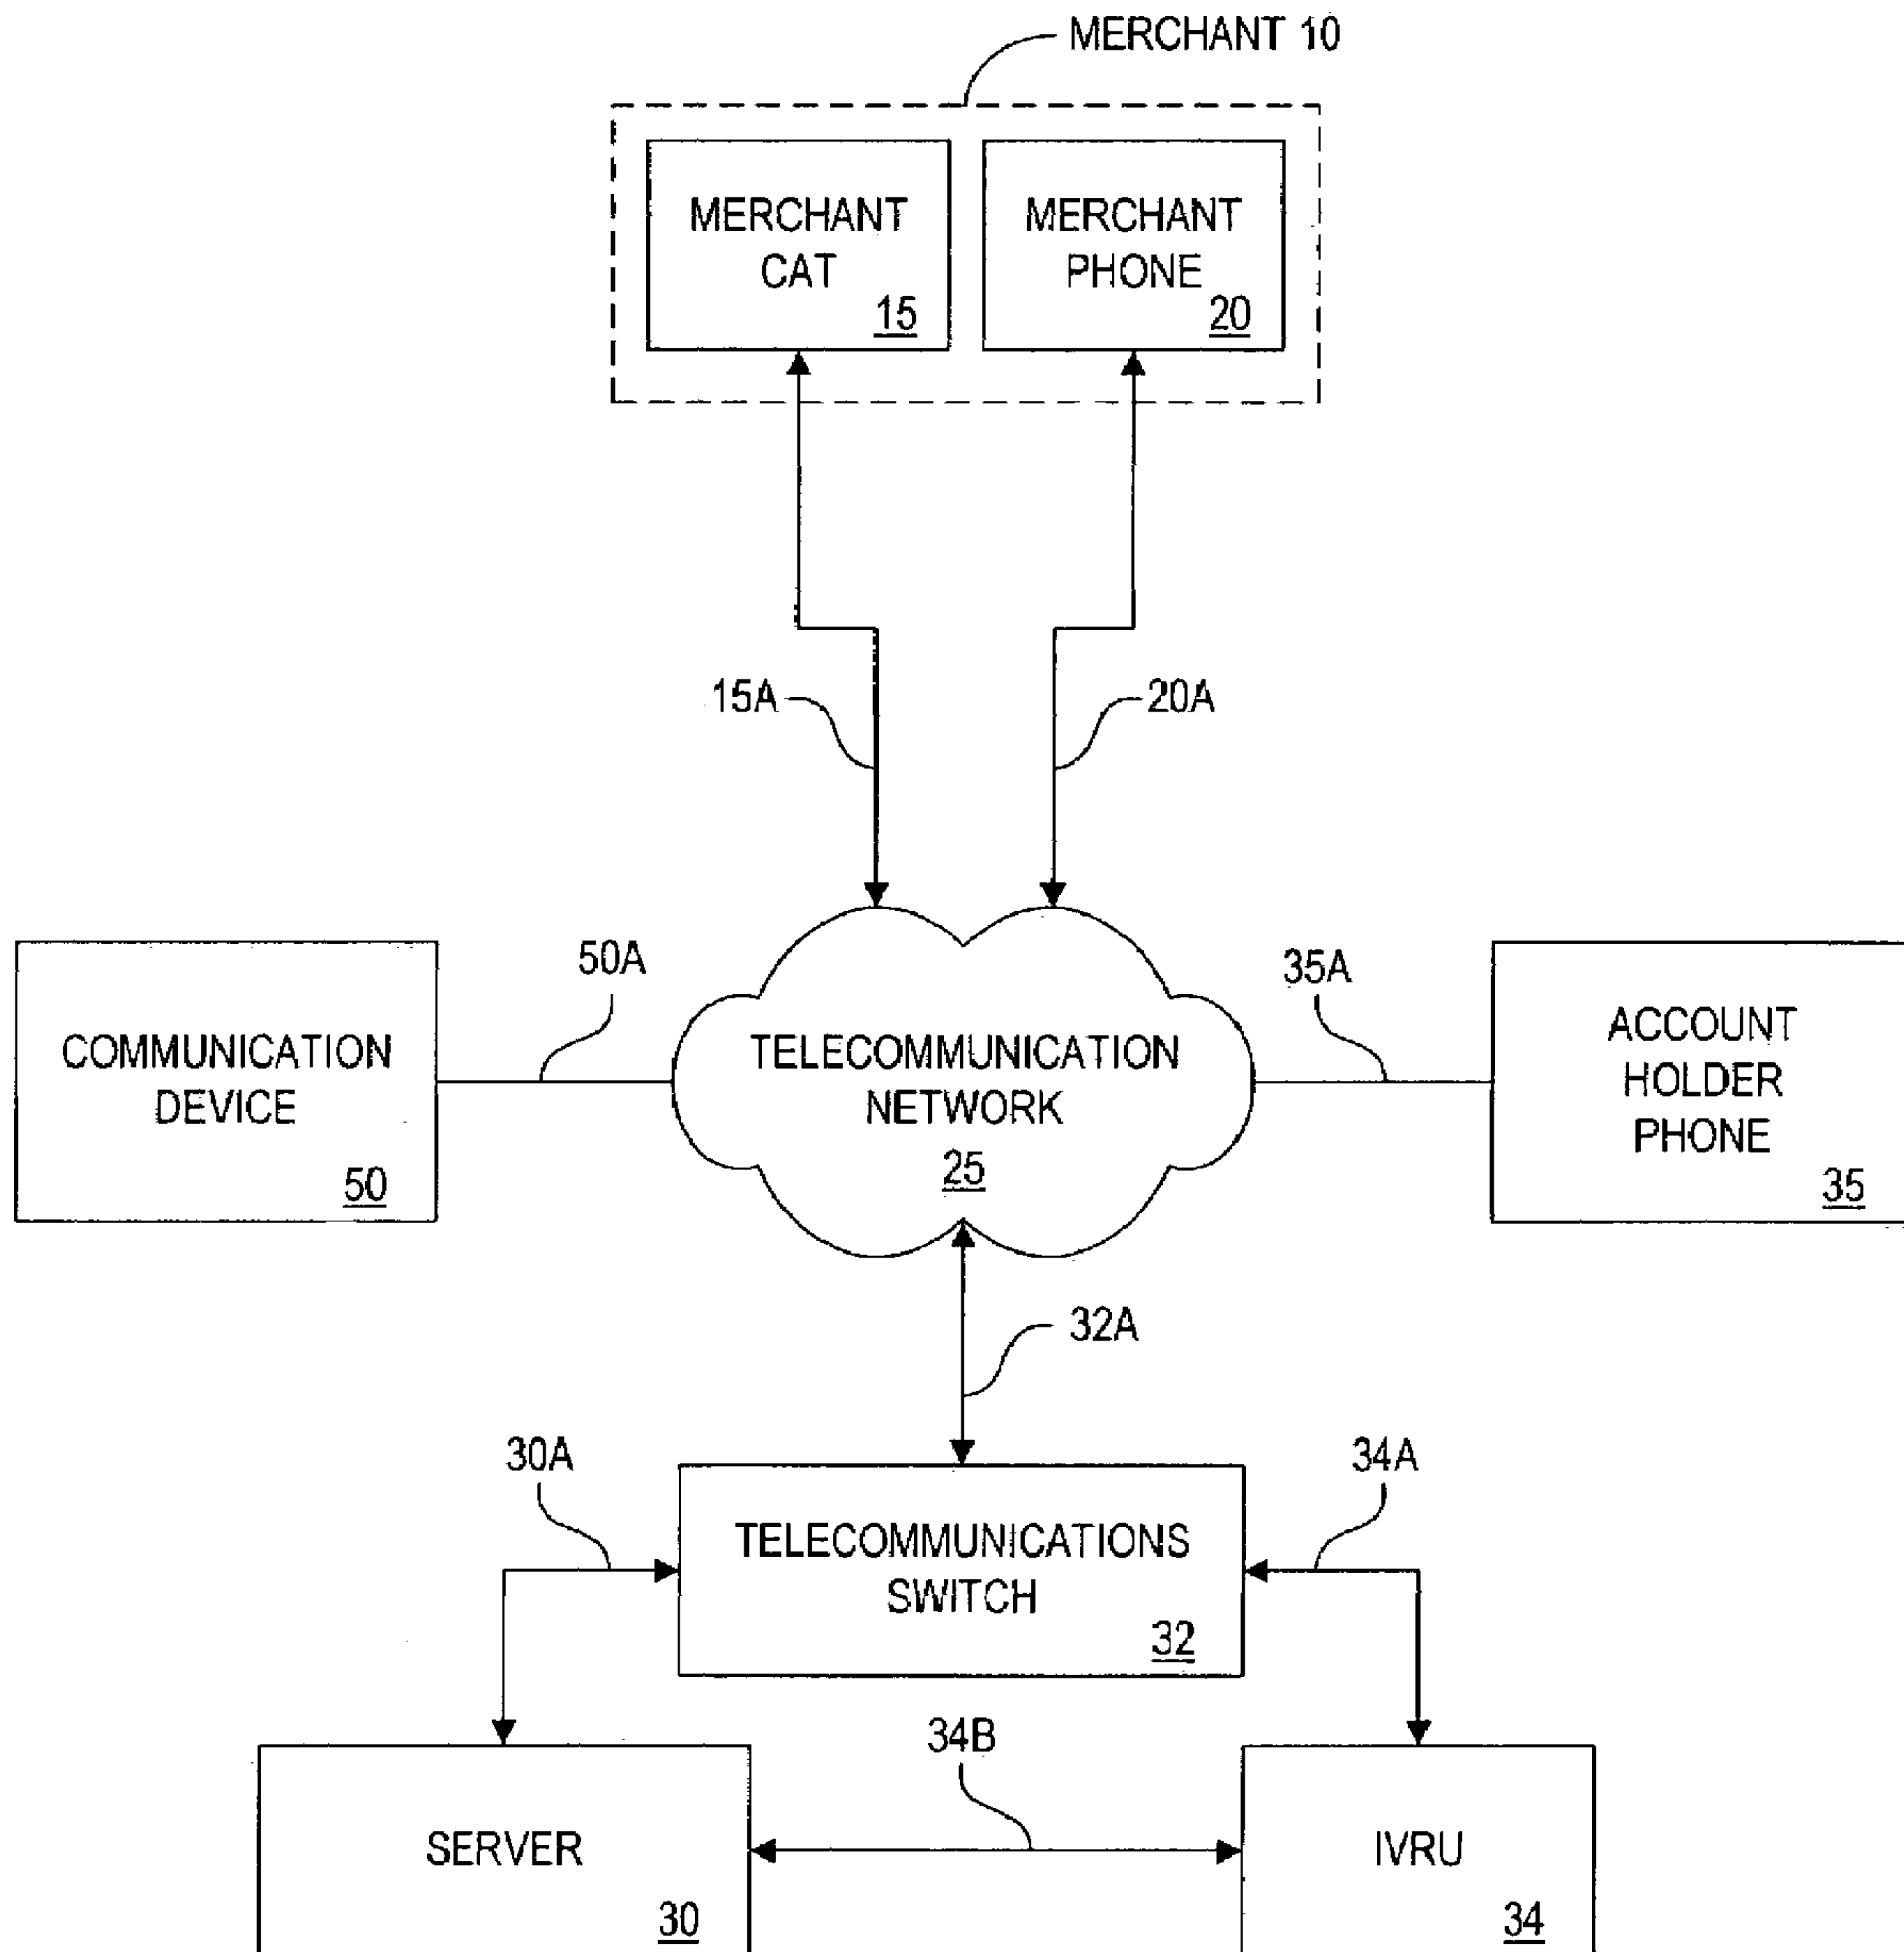 MERCHANT 10
MERCHANT
CAT
15
MERCHANT
PHONE
20
15A
20A
COMMUNICATION
DEVICE
50
50A
TELECOMMUNICATION
NETWORK
25
35A
ACCOUNT
HOLDER
PHONE
35
32A
30A
TELECOMMUNICATIONS
SWITCH
32
34A
SERVER
30
34B
IVRU
34